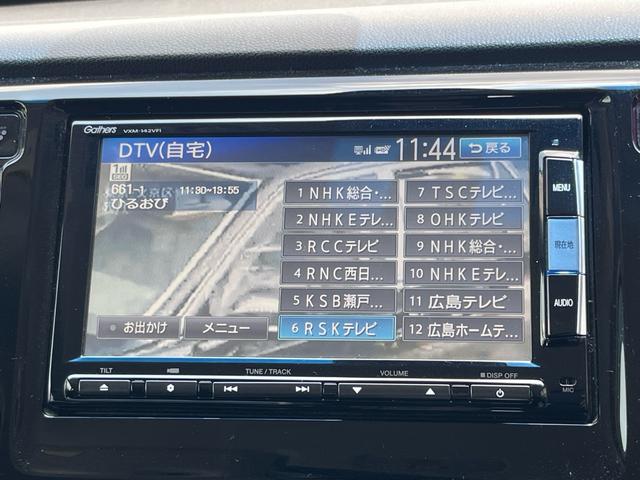 Gathers
VXM-142VFi
DTV(自宅)
11:44
戻る
1
SEG
661-1 11:30~13:55
ひるおび
1 NHK総合・...
2 NHKEテレ...
3 RCCテレビ
4 RNC西日...
5 KSB瀬戸...
6 RSKテレビ
7 TSCテレビ
8 OHKテレビ
9 NHK総合・...
10 NHKEテレ...
11 広島テレビ
12 広島ホームテ...
お出かけ
メニュー
MENU
現在地
AUDIO
TILT
TUNE / TRACK
VOLUME
DISP OFF
MIC